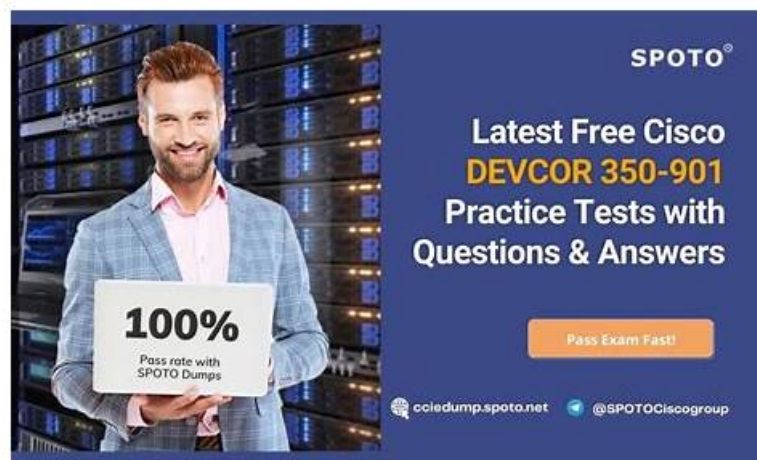 SPOTO®
Latest Free Cisco
DEVCOR 350-901
Practice Tests with
Questions & Answers
100%
Pass rate with
SPOTO Dumps
Pass Exam Fast!
cciedump.spoto.net
@SPOTOCiscogroup